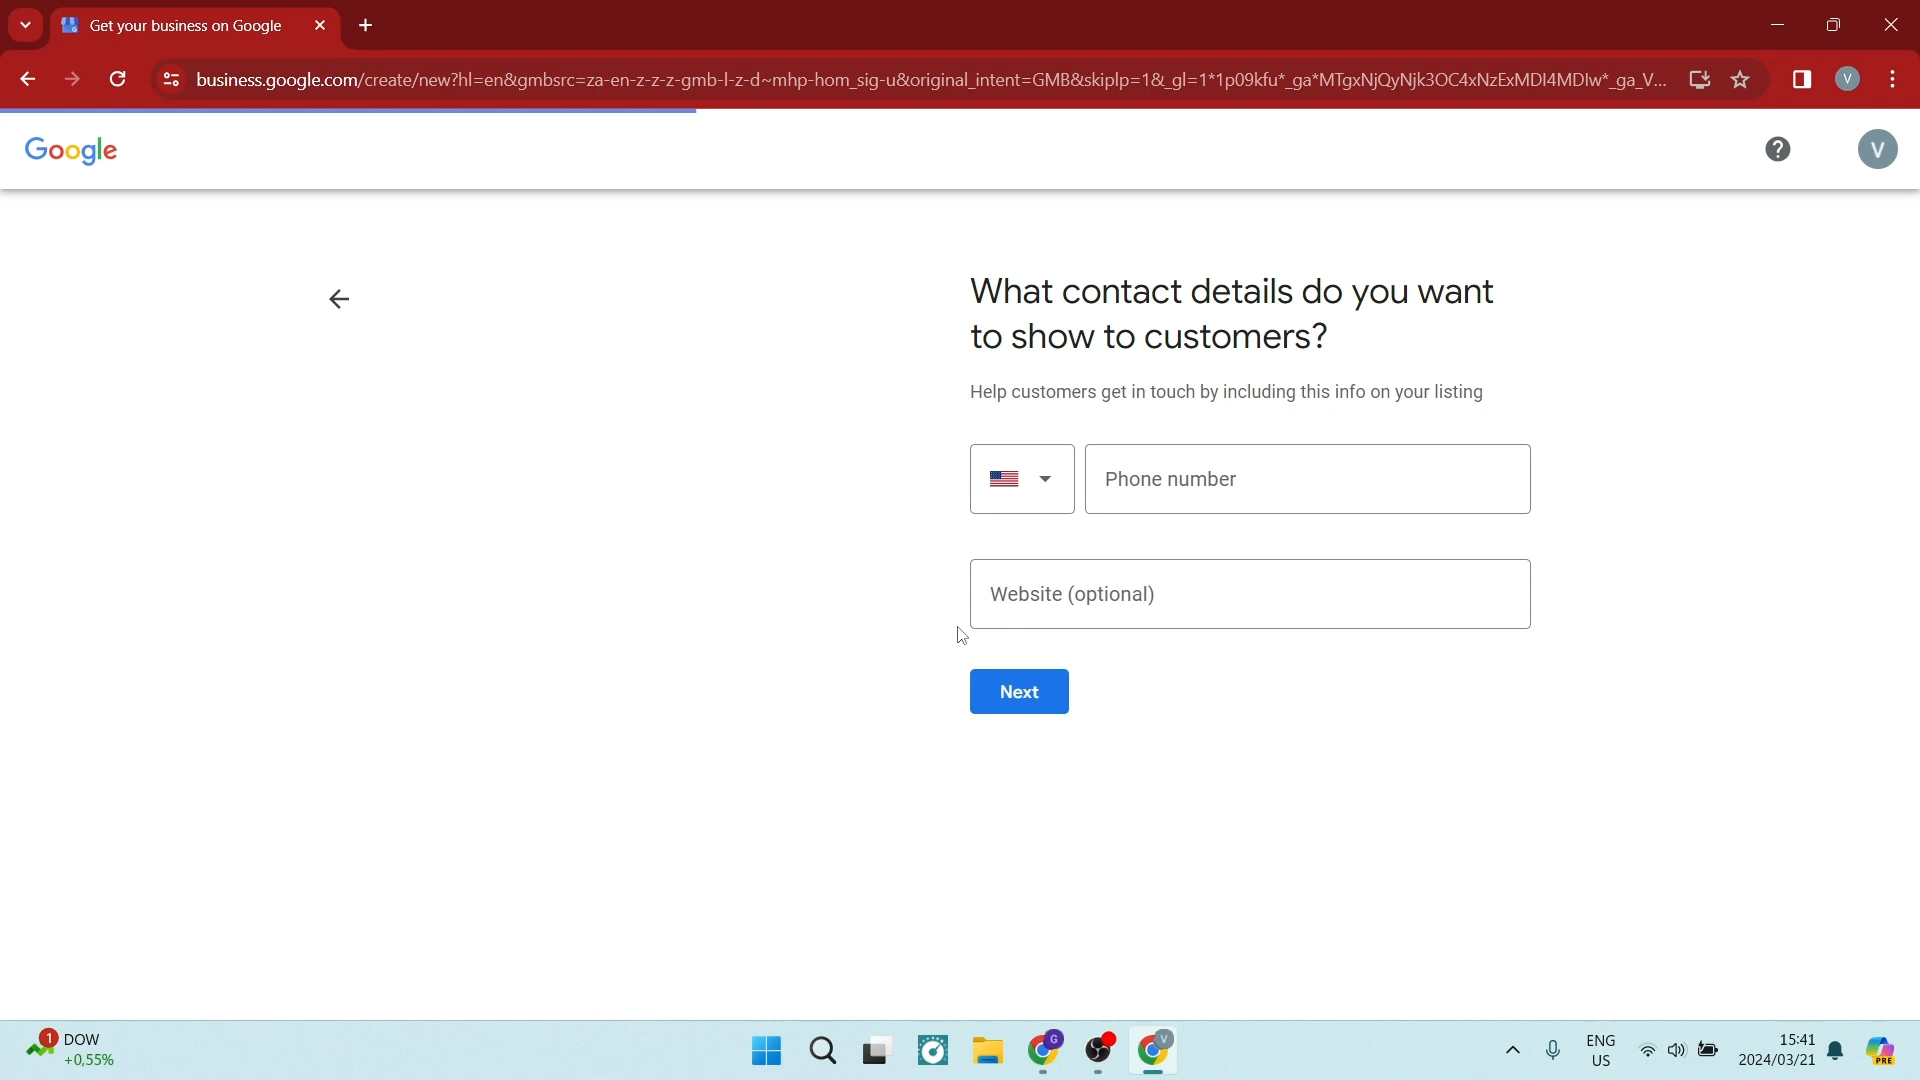 Get your business on Google
business.google.com/create/new?hl=en&gmbsrc=za-en-z-z-z-gmb-l-z-d~mhp-hom_sig-u&original_intent=GMB&skiplp=1&_gl=1*1p09kfu*_ga*MTgxNjQyNjk3OC4xNzExMDI4MDIw*_ga_V...
V
Google
?
V
What contact details do you want
to show to customers?
Help customers get in touch by including this info on your listing
Phone number
Website (optional)
Next
1
DOW
+0,55%
G
V
ENG
US
15:41
2024/03/21
PRE